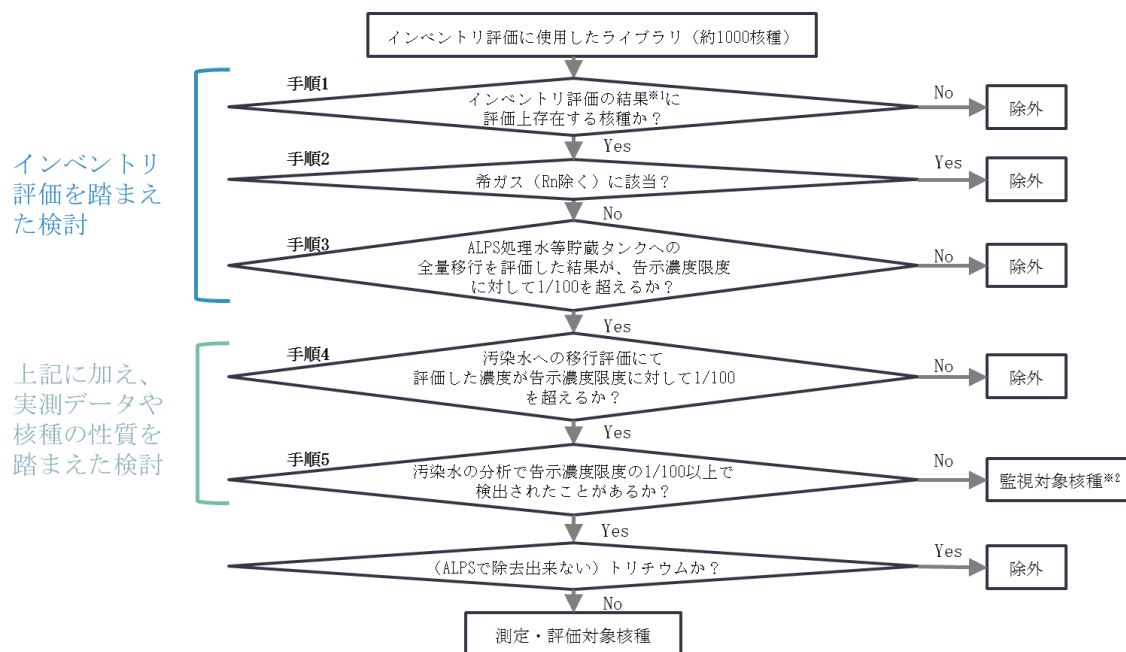 インベントリ評価に使用したライブラリ（約1000核種）
手順1
インベントリ評価の結果※1に
評価上存在する核種か？
No
除外
Yes
手順2
希ガス（Rn除く）に該当？
Yes
除外
No
手順3
ALPS処理水等貯蔵タンクへの
全量移行を評価した結果が、告示濃度限度
に対して1/100を超えるか？
No
除外
Yes
インベントリ
評価を踏まえ
た検討
手順4
汚染水への移行評価にて
評価した濃度が告示濃度限度に対して1/100
を超えるか？
No
除外
Yes
手順5
汚染水の分析で告示濃度限度の1/100以上で
検出されたことがあるか？
No
監視対象核種※2
Yes
上記に加え、
実測データや
核種の性質を
踏まえた検討
（ALPSで除去出来ない）トリチウムか？
Yes
除外
No
測定・評価対象核種